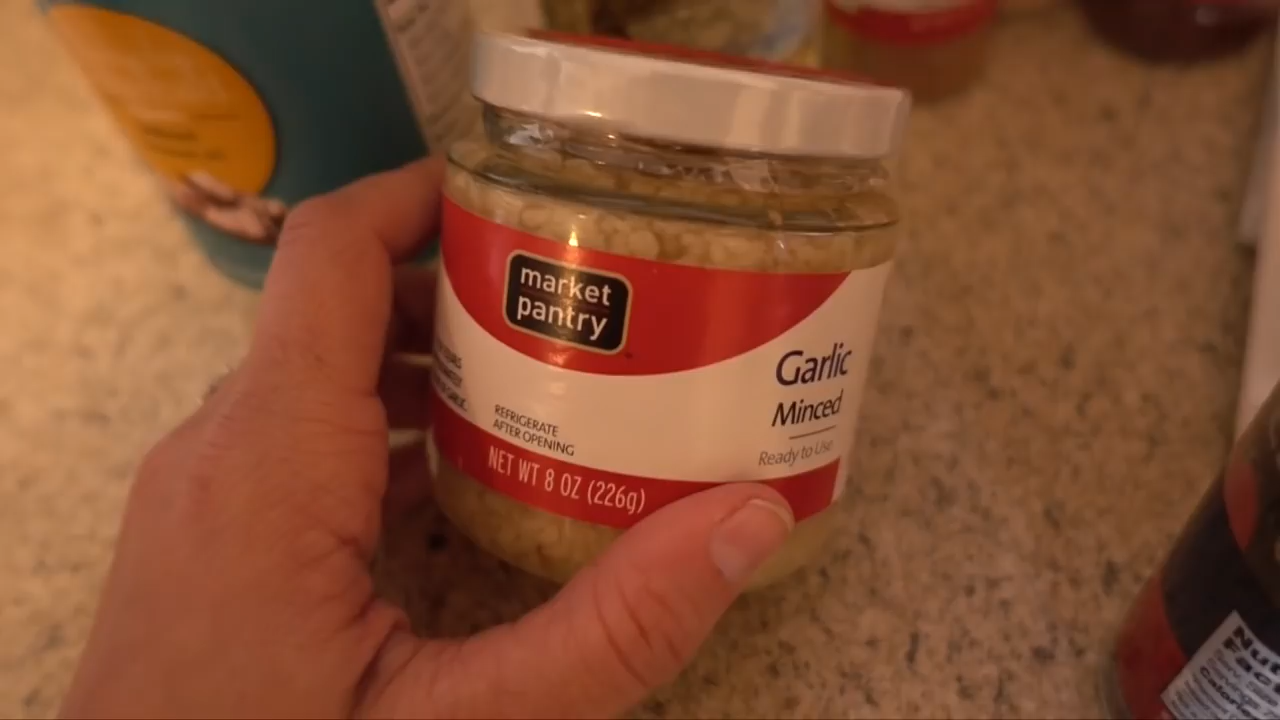 market
pantry
Garlic
Minced
Ready to Use
REFRIGERATE
AFTER OPENING
NET WT 8 OZ (226g)